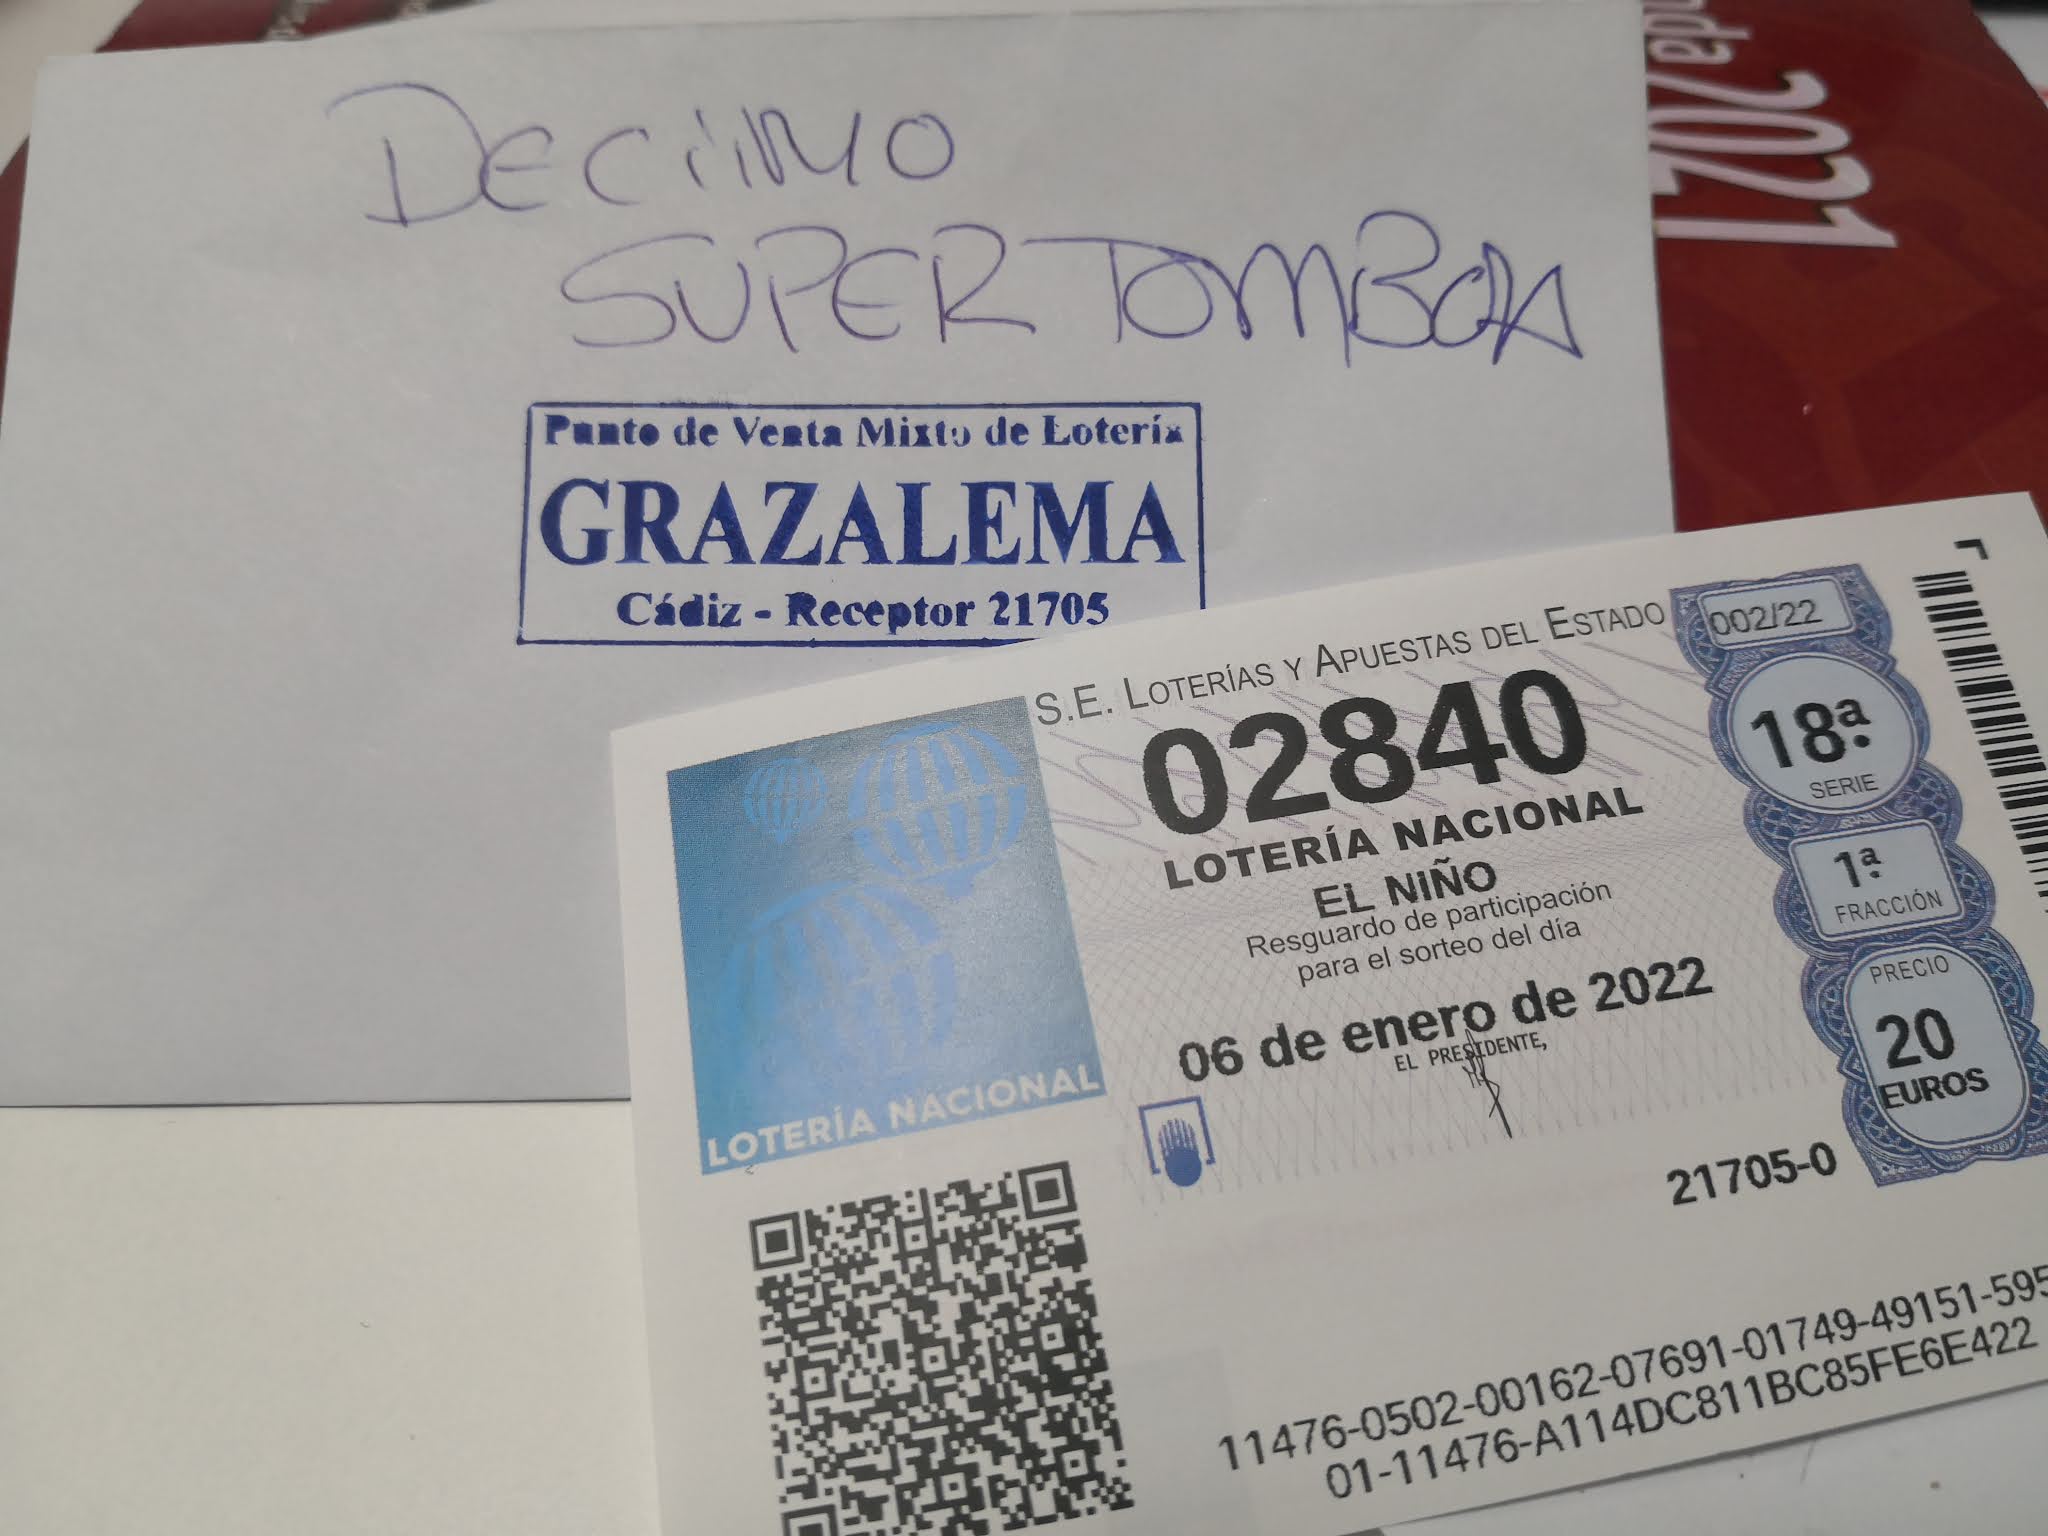 nda 2021
DECIMO
SUPER TOMBOLA
Punto de Venta Mixto de Lotería
GRAZALEMA
Cádiz - Receptor 21705
S.E. LOTERÍAS Y APUESTAS DEL ESTADO
002/22
02840
18ª
SERIE
LOTERÍA NACIONAL
EL NIÑO
1ª
FRACCIÓN
Resguardo de participación
para el sorteo del día
06 de enero de 2022
EL PRESIDENTE,
PRECIO
20
EUROS
LOTERÍA NACIONAL
21705-0
11476-0502-00162-07691-01749-49151-595
01-11476-A114DC811BC85FE6E422